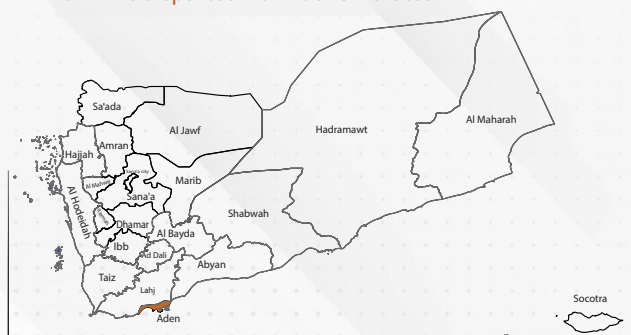 Sa'ada
Al Jawf
Hadramawt
Al Maharah
Hajjah
Amran
Al Mahwit
Marib
Sana'a
Al Hodeidah
Shabwah
Dhamar
Al Bayda
Ibb
Ad Dali
Abyan
Taiz
Lahj
Aden
Socotra